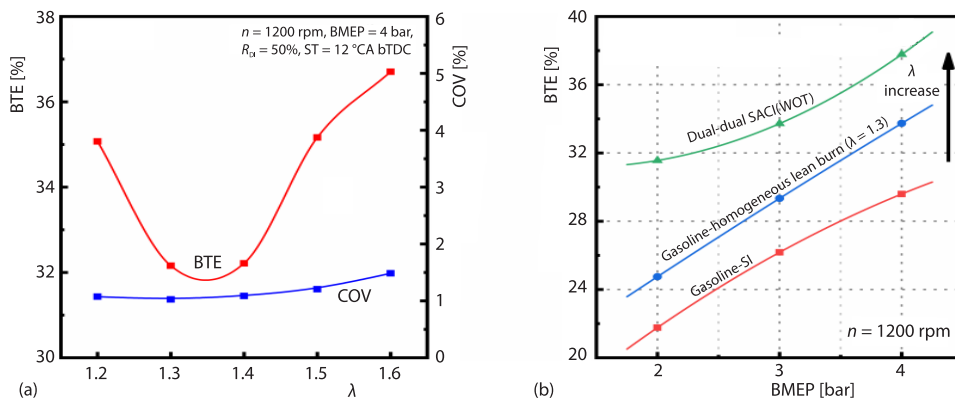 38
36
34
32
30
BTE [%]
n = 1200 rpm, BMEP = 4 bar,
R_DI = 50%, ST = 12 °CA bTDC
BTE
COV
6
5
4
3
2
1
0
COV [%]
1.2 1.3 1.4 1.5 1.6
(a) λ
40
36
32
28
24
20
BTE [%]
Dual-dual SACI(WOT)
λ
increase
Gasoline-homogeneous lean burn (λ = 1.3)
Gasoline-SI
n = 1200 rpm
2 3 4
(b) BMEP [bar]